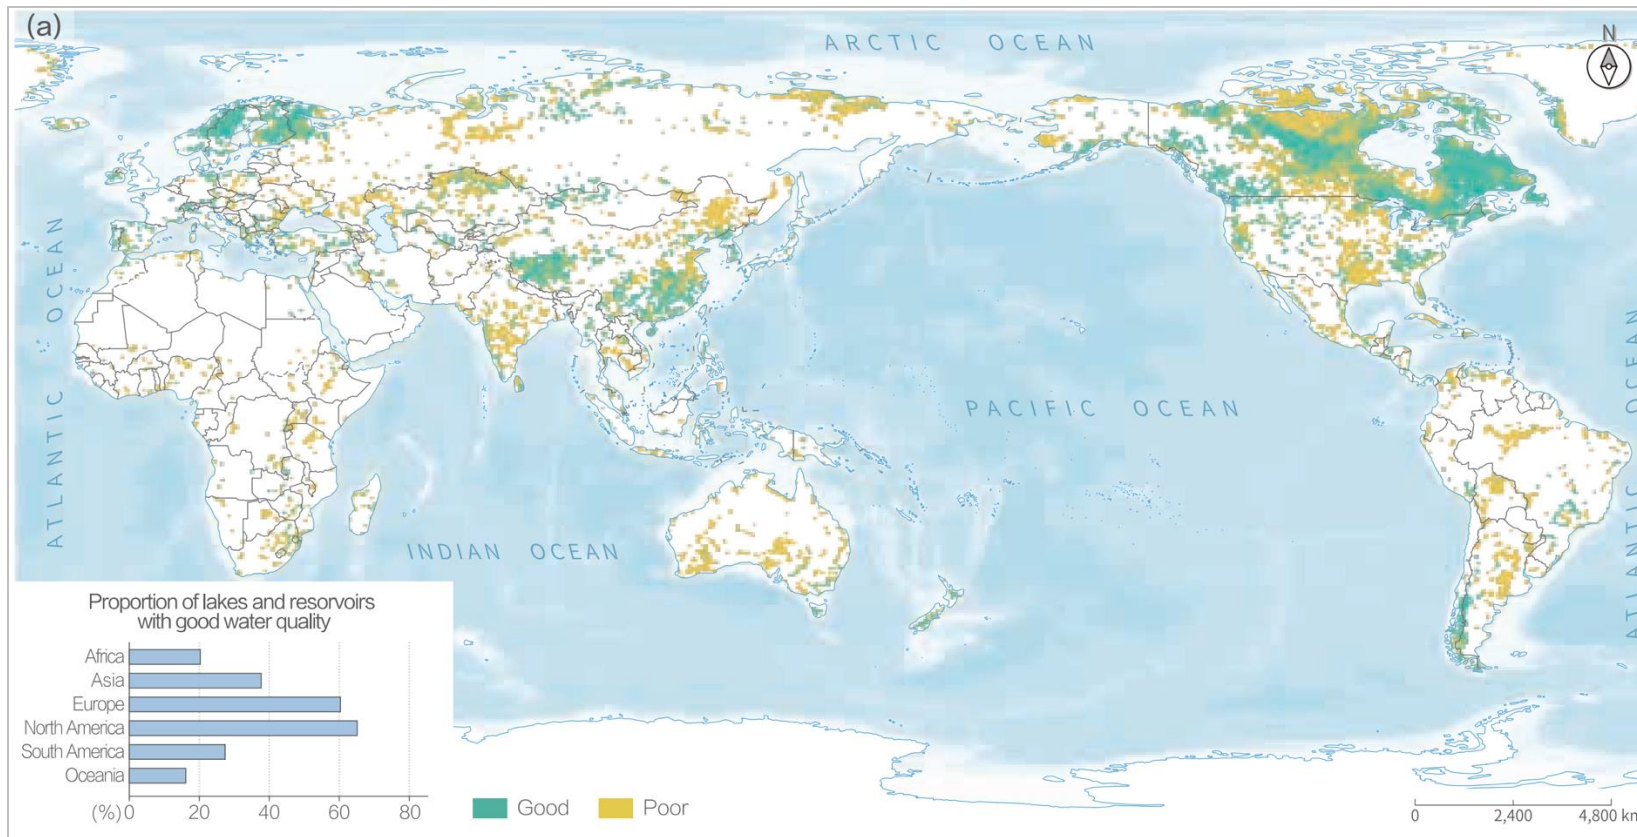 (a)
ARCTIC OCEAN
N
ATLANTIC OCEAN
PACIFIC OCEAN
INDIAN OCEAN
ATLANTIC OCEAN
Proportion of lakes and resorvoirs
with good water quality
Africa
Asia
Europe
North America
South America
Oceania
(%) 0 20 40 60 80
Good Poor
0 2,400 4,800 km